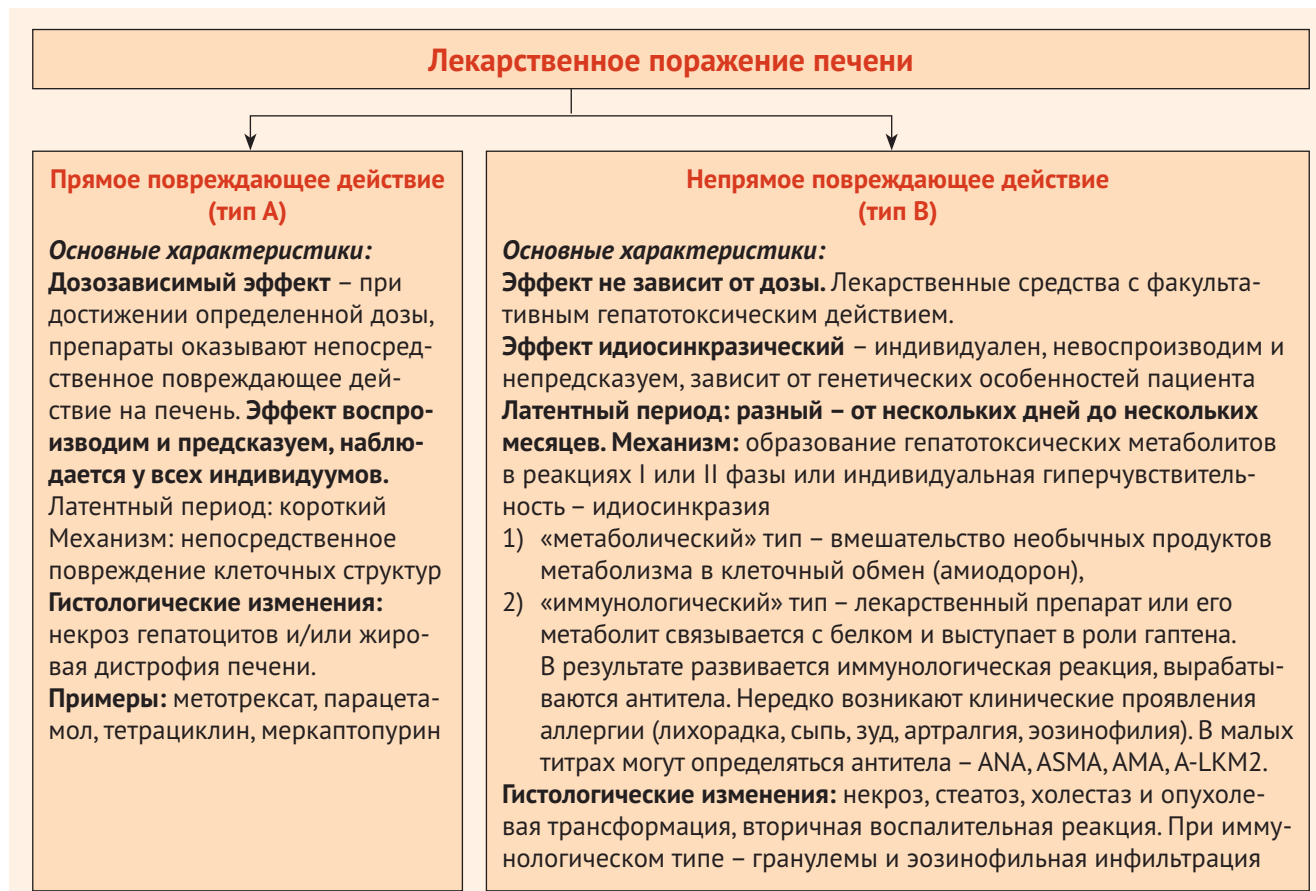 Лекарственное поражение печени
Прямое повреждающее действие
(тип А)
Основные характеристики:
Дозозависимый эффект – при
достижении определенной дозы,
препараты оказывают непосред-
ственное повреждающее дей-
ствие на печень. Эффект воспро-
изводим и предсказуем, наблю-
дается у всех индивидуумов.
Латентный период: короткий
Механизм: непосредственное
повреждение клеточных структур
Гистологические изменения:
некроз гепатоцитов и/или жиро-
вая дистрофия печени.
Примеры: метотрексат, парацета-
мол, тетрациклин, меркаптопурин
Непрямое повреждающее действие
(тип В)
Основные характеристики:
Эффект не зависит от дозы. Лекарственные средства с факульта-
тивным гепатотоксическим действием.
Эффект идиосинкразический – индивидуален, невоспроизводим и
непредсказуем, зависит от генетических особенностей пациента
Латентный период: разный – от нескольких дней до нескольких
месяцев. Механизм: образование гепатотоксических метаболитов
в реакциях I или II фазы или индивидуальная гиперчувствитель-
ность – идиосинкразия
1) «метаболический» тип – вмешательство необычных продуктов
метаболизма в клеточный обмен (амиодорон),
2) «иммунологический» тип – лекарственный препарат или его
метаболит связывается с белком и выступает в роли гаптена.
В результате развивается иммунологическая реакция, вырабаты-
ваются антитела. Нередко возникают клинические проявления
аллергии (лихорадка, сыпь, зуд, артралгия, эозинофилия). В малых
титрах могут определяться антитела – ANA, ASMA, AMA, A-LKM2.
Гистологические изменения: некроз, стеатоз, холестаз и опухоле-
вая трансформация, вторичная воспалительная реакция. При имму-
нологическом типе – гранулемы и эозинофильная инфильтрация